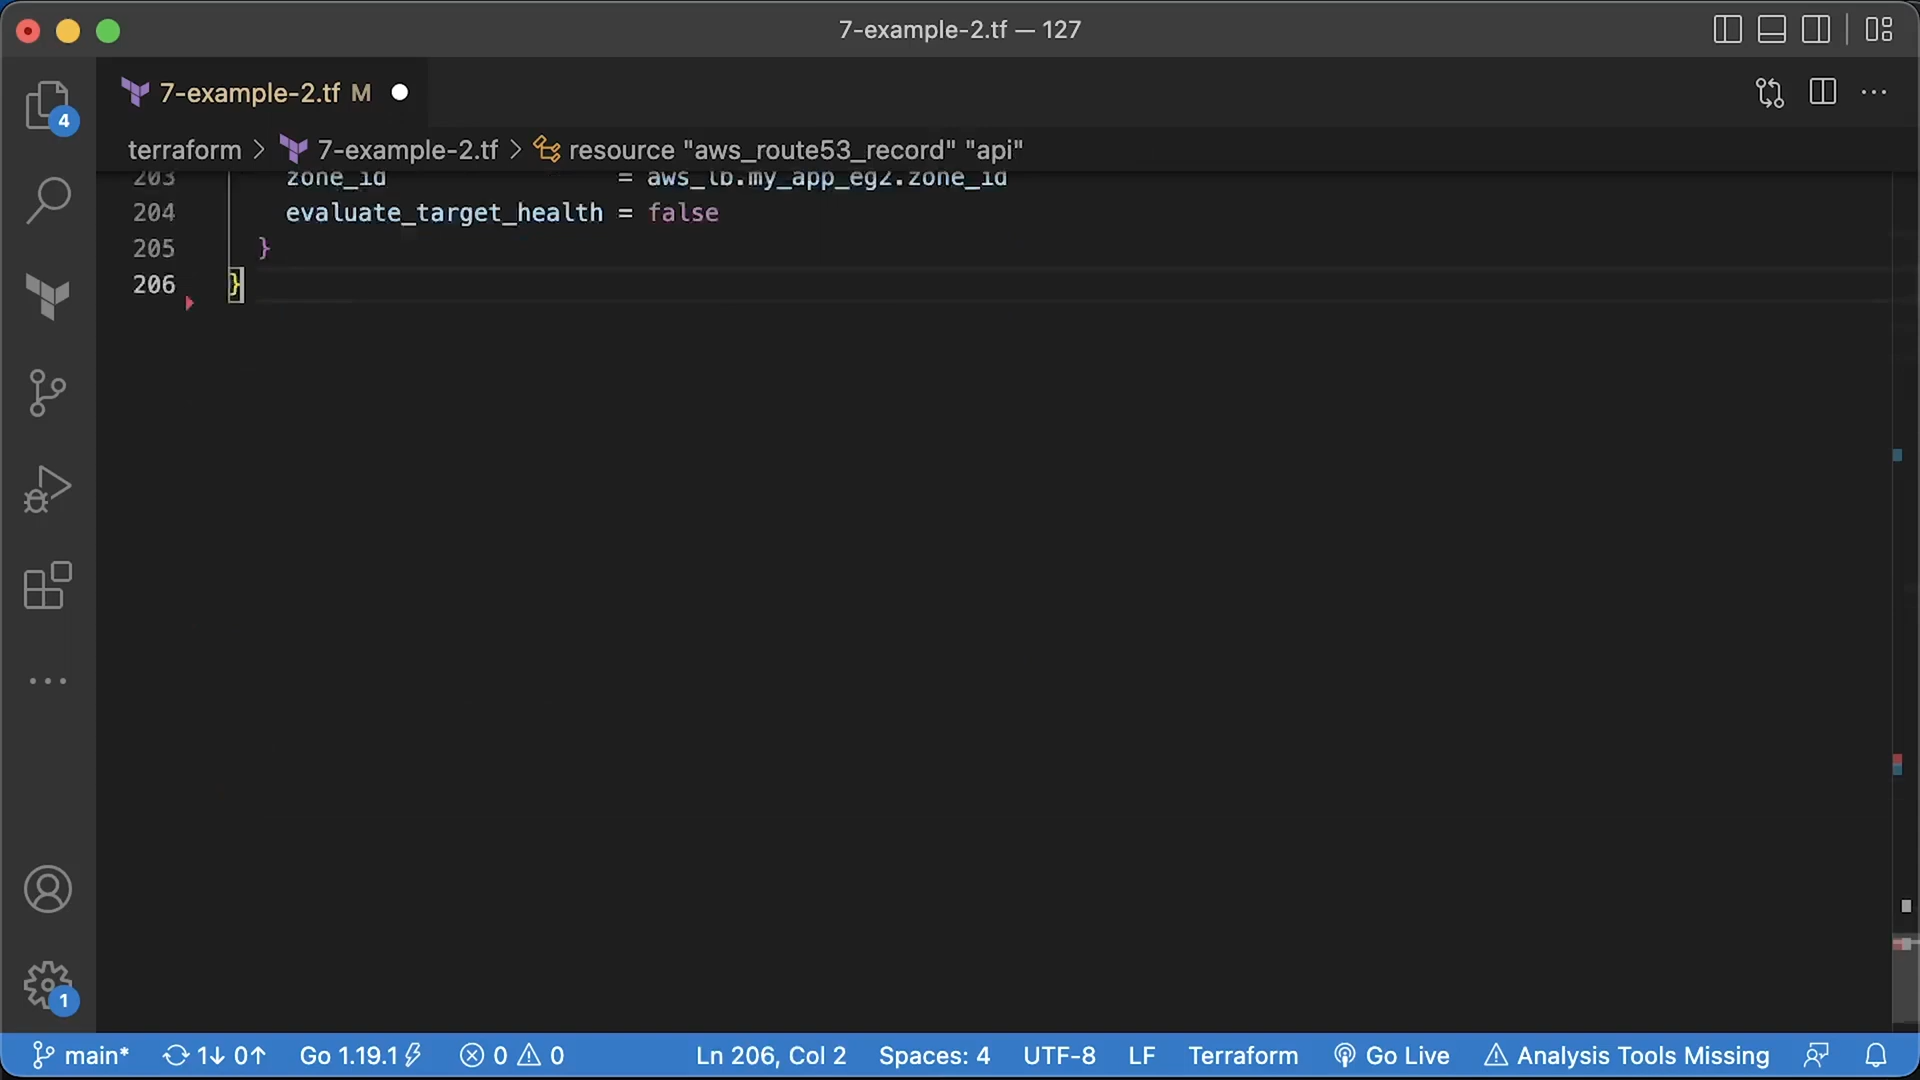 7-example-2.tf — 127
7-example-2.tf M
terraform > 7-example-2.tf > resource "aws_route53_record" "api"
203 zone_id = aws_lb.my_app_eg2.zone_id
204 evaluate_target_health = false
205 }
206 }
4
1
main* 1↓ 0↑ Go 1.19.1 0 0 Ln 206, Col 2 Spaces: 4 UTF-8 LF Terraform Go Live Analysis Tools Missing